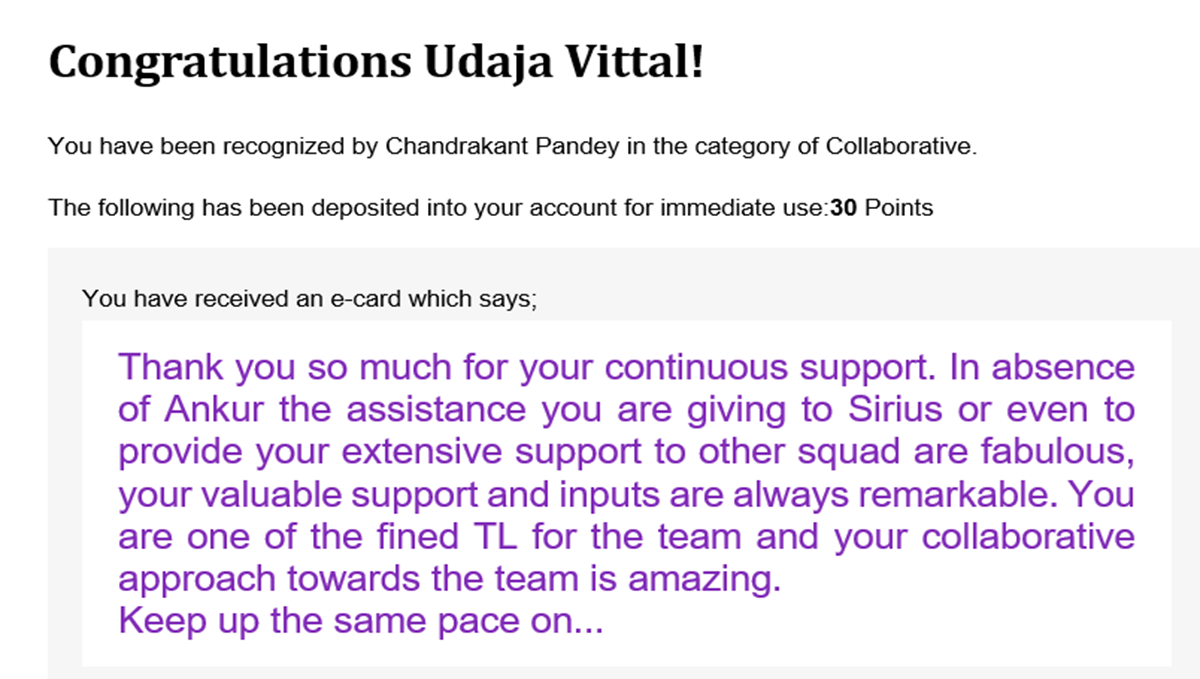 Congratulations Udaja Vittal!
You have been recognized by Chandrakant Pandey in the category of Collaborative.
The following has been deposited into your account for immediate use:30 Points
You have received an e-card which says;
Thank you so much for your continuous support. In absence
of Ankur the assistance you are giving to Sirius or even to
provide your extensive support to other squad are fabulous,
your valuable support and inputs are always remarkable. You
are one of the fined TL for the team and your collaborative
approach towards the team is amazing.
Keep up the same pace on...